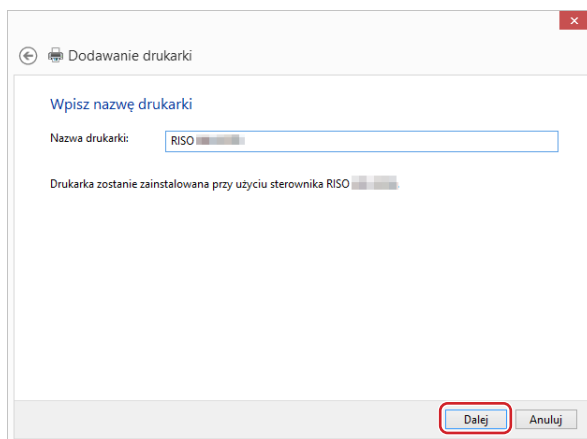 Dodawanie drukarki
Wpisz nazwę drukarki
Nazwa drukarki: RISO
Drukarka zostanie zainstalowana przy użyciu sterownika RISO
Dalej Anuluj